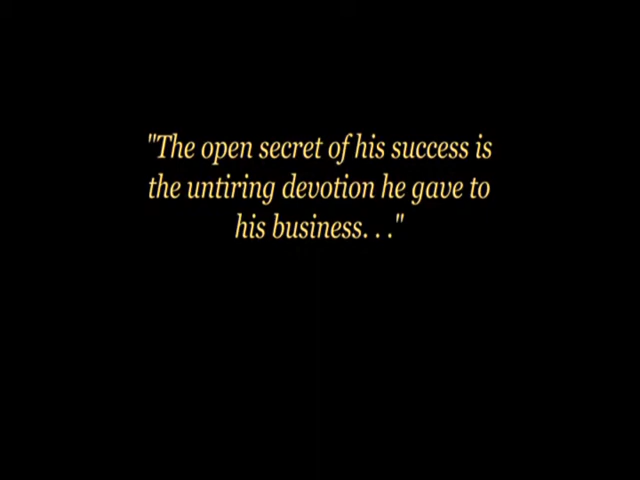 "The open secret of his success is
the untiring devotion he gave to
his business. . ."